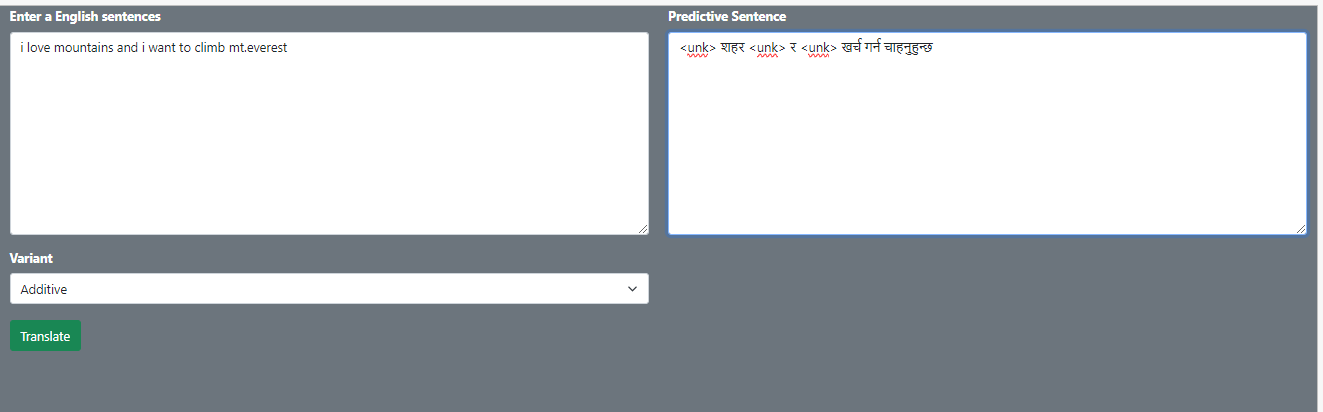 Enter a English sentences
i love mountains and i want to climb mt.everest
Predictive Sentence
<unk> शहर <unk> र <unk> खर्च गर्न चाहनुहुन्छ
Variant
Additive
Translate